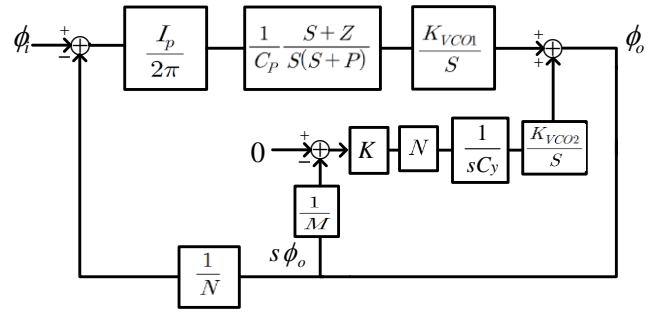 ϕi + − Ip/2π 1/CP S+Z/S(S+P) KVCO1/S + + ϕo
0 + − K N 1/sCy KVCO2/S
1/M
sϕo
1/N